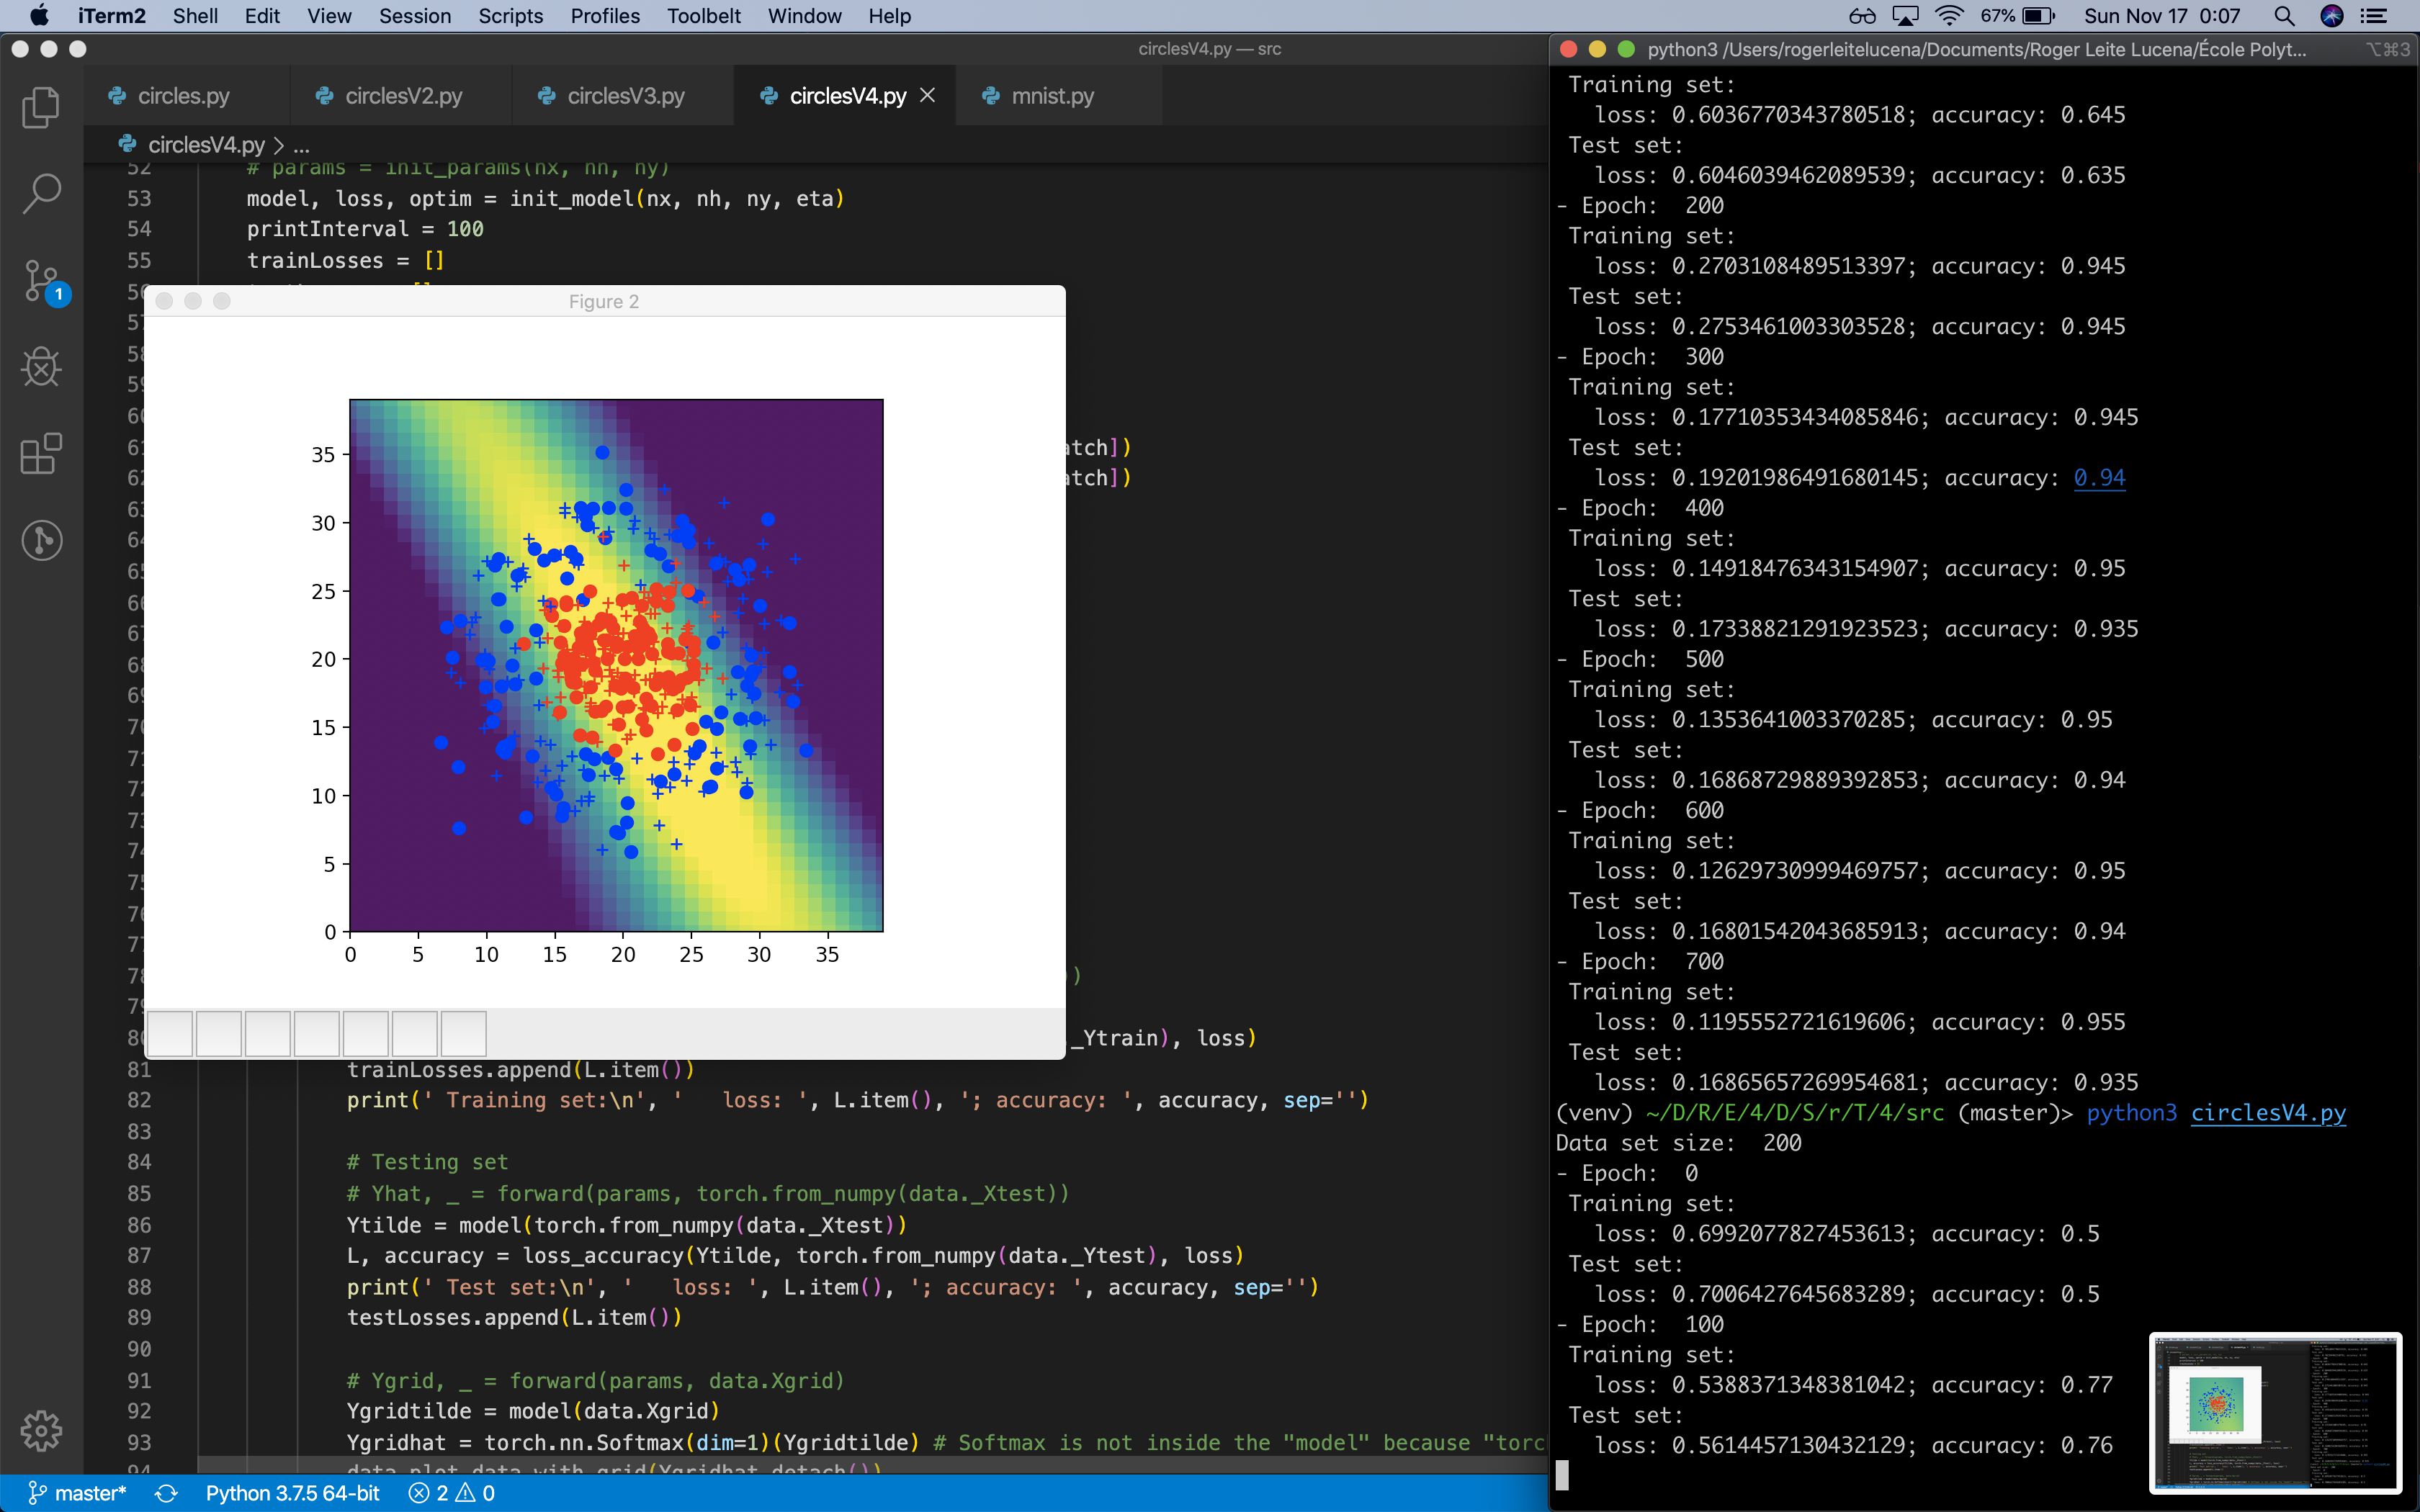 iTerm2 Shell Edit View Session Scripts Profiles Toolbelt Window Help 67% Sun Nov 17 0:07
circlesV4.py — src
circles.py circlesV2.py circlesV3.py circlesV4.py mnist.py
circlesV4.py > ...
52 # params = init_params(nx, nh, ny)
53 model, loss, optim = init_model(nx, nh, ny, eta)
54 printInterval = 100
55 trainLosses = []
1
Figure 2
atch])
atch])
35
30
25
20
15
10
5
0
0 5 10 15 20 25 30 35
)
_Ytrain), loss)
81 trainLosses.append(L.item())
82 print(' Training set:\n', '   loss: ', L.item(), '; accuracy: ', accuracy, sep='')
83
84 # Testing set
85 # Yhat, _ = forward(params, torch.from_numpy(data._Xtest))
86 Ytilde = model(torch.from_numpy(data._Xtest))
87 L, accuracy = loss_accuracy(Ytilde, torch.from_numpy(data._Ytest), loss)
88 print(' Test set:\n', '   loss: ', L.item(), '; accuracy: ', accuracy, sep='')
89 testLosses.append(L.item())
90
91 # Ygrid, _ = forward(params, data.Xgrid)
92 Ygridtilde = model(data.Xgrid)
93 Ygridhat = torch.nn.Softmax(dim=1)(Ygridtilde) # Softmax is not inside the "model" because "torc
94 data.plot_data_with_grid(Ygridhat.detach())
master* Python 3.7.5 64-bit 2 0
python3 /Users/rogerleitelucena/Documents/Roger Leite Lucena/École Polyt... ⌥⌘3
Training set:
loss: 0.6036770343780518; accuracy: 0.645
Test set:
loss: 0.6046039462089539; accuracy: 0.635
- Epoch:  200
Training set:
loss: 0.2703108489513397; accuracy: 0.945
Test set:
loss: 0.2753461003303528; accuracy: 0.945
- Epoch:  300
Training set:
loss: 0.17710353434085846; accuracy: 0.945
Test set:
loss: 0.19201986491680145; accuracy: 0.94
- Epoch:  400
Training set:
loss: 0.14918476343154907; accuracy: 0.95
Test set:
loss: 0.17338821291923523; accuracy: 0.935
- Epoch:  500
Training set:
loss: 0.1353641003370285; accuracy: 0.95
Test set:
loss: 0.16868729889392853; accuracy: 0.94
- Epoch:  600
Training set:
loss: 0.12629730999469757; accuracy: 0.95
Test set:
loss: 0.16801542043685913; accuracy: 0.94
- Epoch:  700
Training set:
loss: 0.1195552721619606; accuracy: 0.955
Test set:
loss: 0.16865657269954681; accuracy: 0.935
(venv) ~/D/R/E/4/D/S/r/T/4/src (master)> python3 circlesV4.py
Data set size:  200
- Epoch:  0
Training set:
loss: 0.6992077827453613; accuracy: 0.5
Test set:
loss: 0.7006427645683289; accuracy: 0.5
- Epoch:  100
Training set:
loss: 0.5388371348381042; accuracy: 0.77
Test set:
loss: 0.5614457130432129; accuracy: 0.76